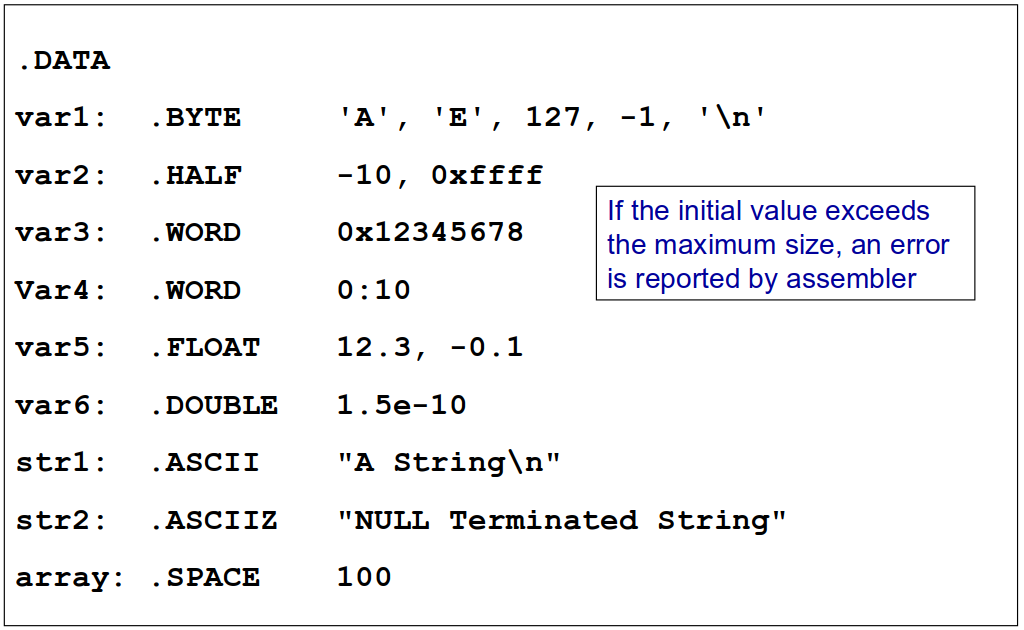 .DATA
var1: .BYTE 'A', 'E', 127, -1, '\n'
var2: .HALF -10, 0xffff
If the initial value exceeds
the maximum size, an error
is reported by assembler
var3: .WORD 0x12345678
Var4: .WORD 0:10
var5: .FLOAT 12.3, -0.1
var6: .DOUBLE 1.5e-10
str1: .ASCII "A String\n"
str2: .ASCIIZ "NULL Terminated String"
array: .SPACE 100